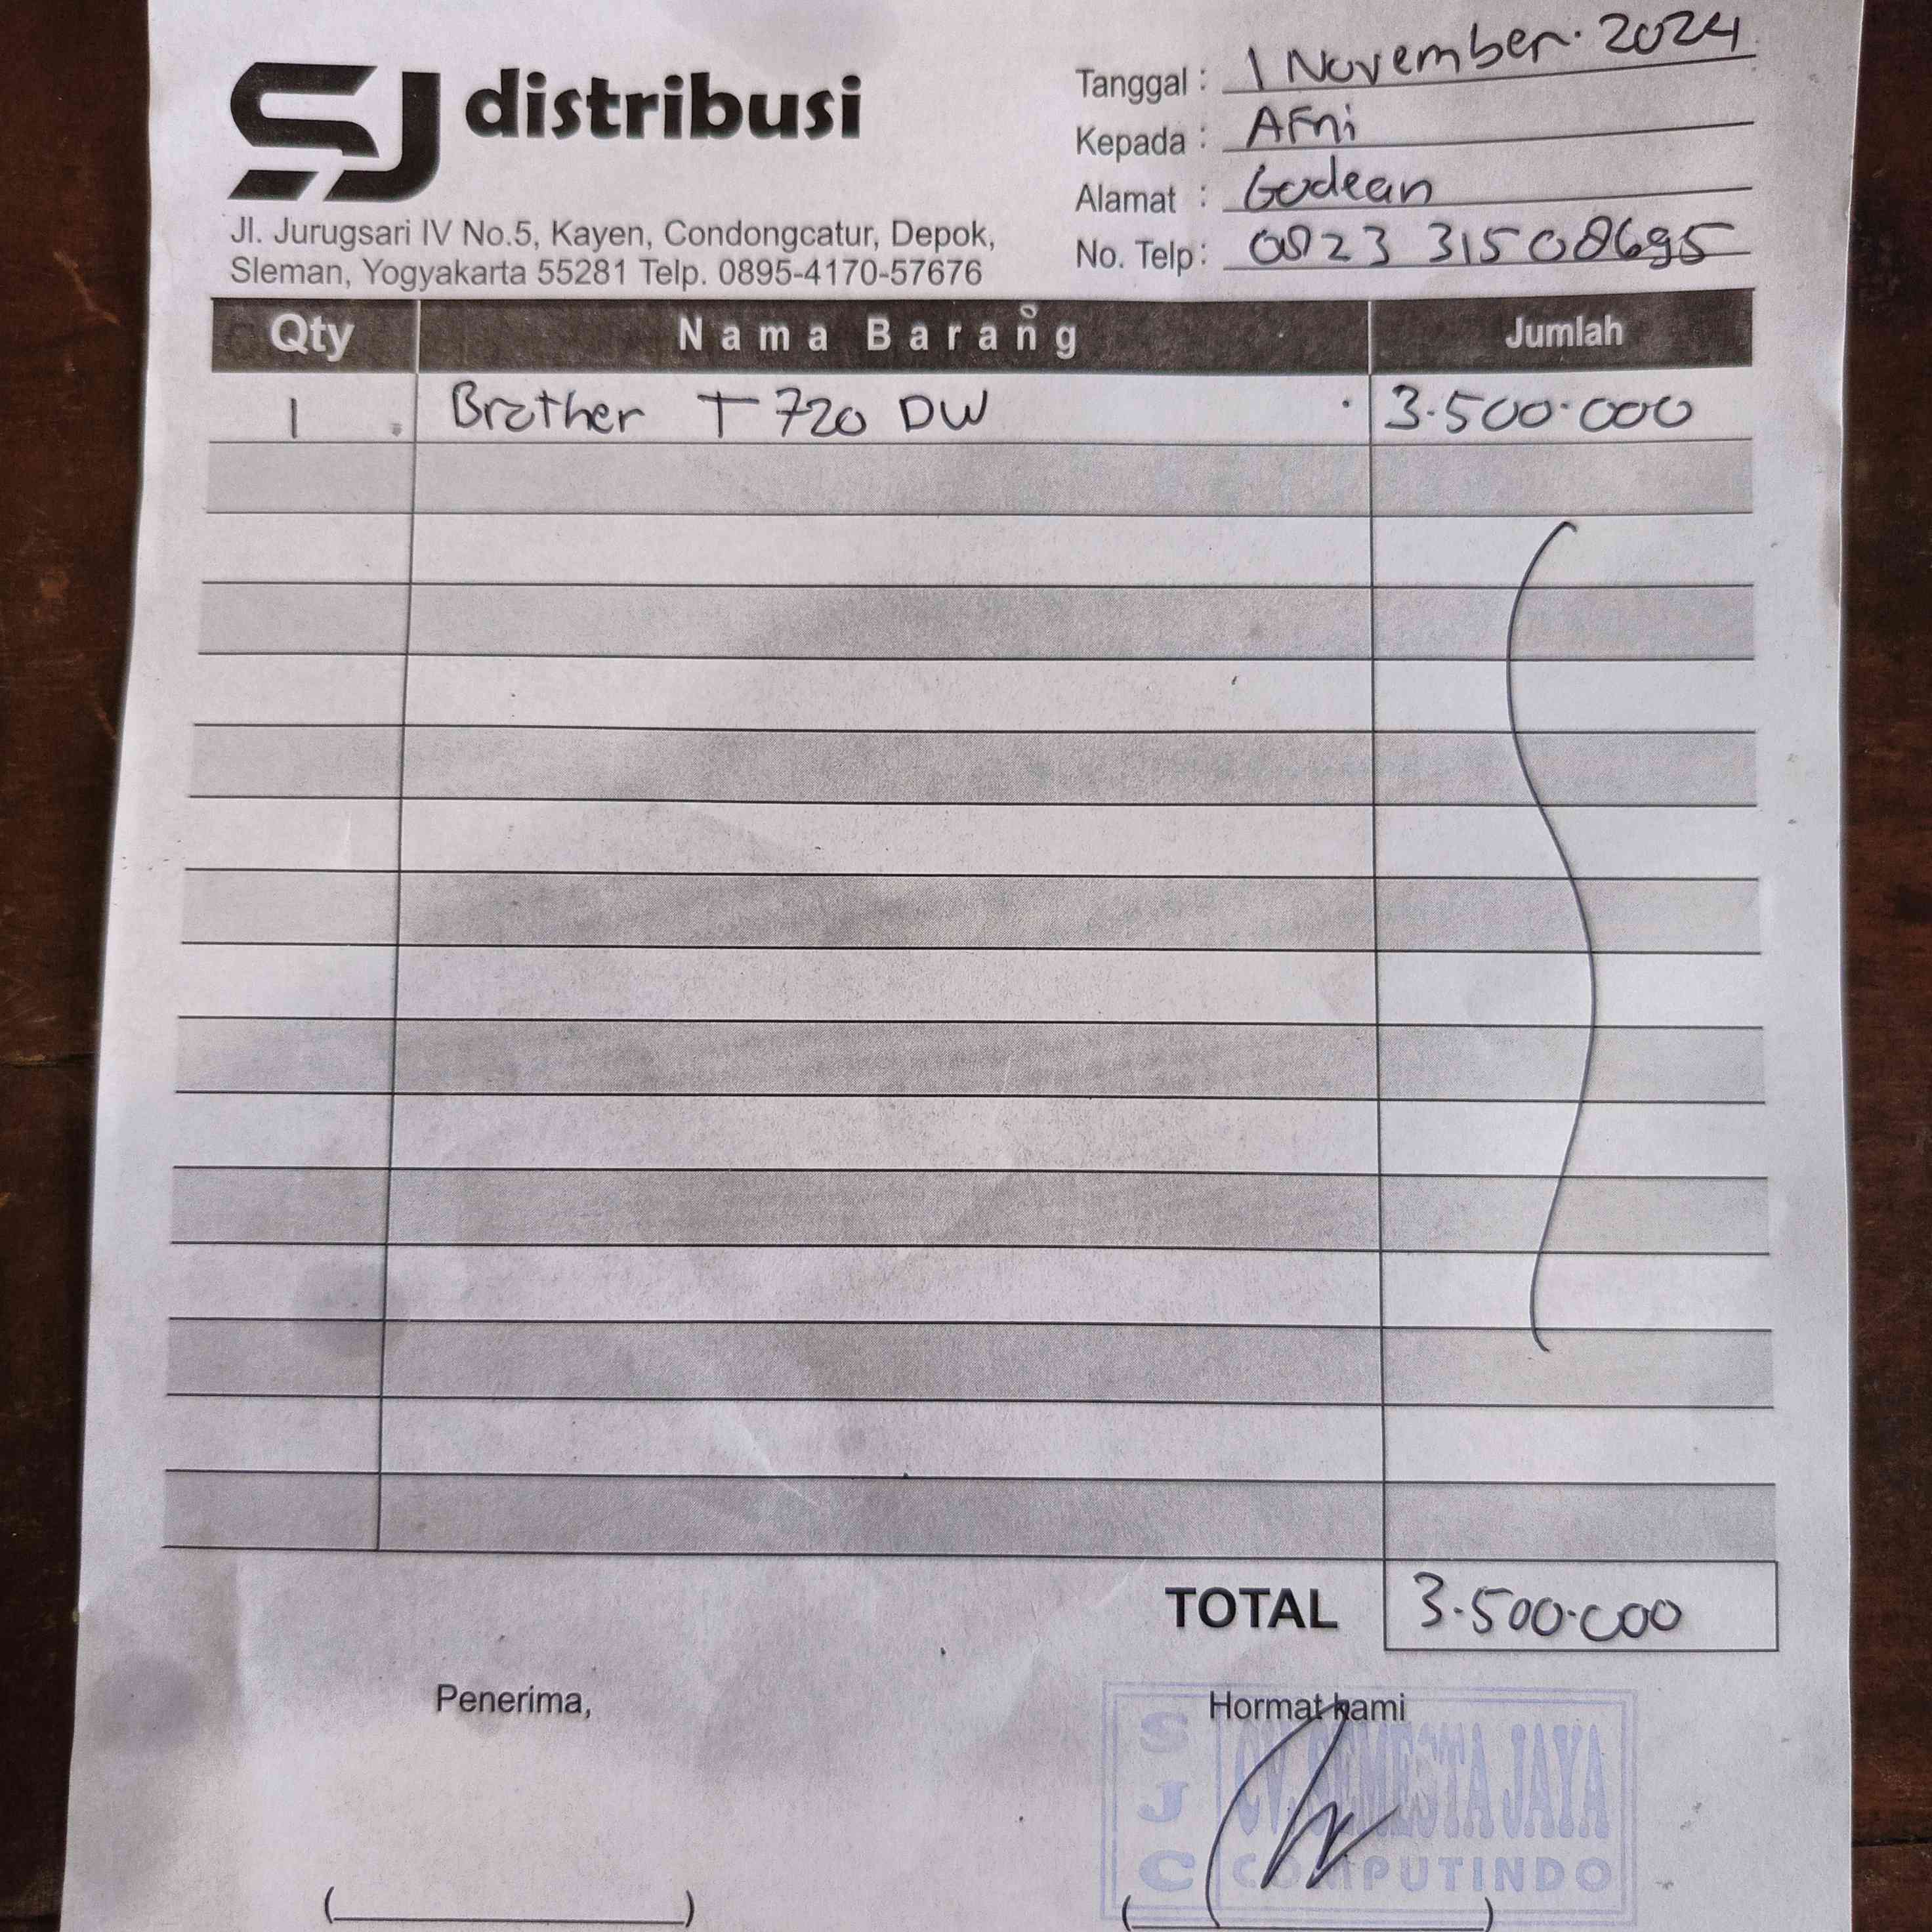 SJ distribusi
Jl. Jurugsari IV No.5, Kayen, Condongcatur, Depok,
Sleman, Yogyakarta 55281 Telp. 0895-4170-57676
Tanggal : 1 November. 2024
Kepada : AFni
Alamat : Godean
No. Telp: 0823 31508695
Qty Nama Barang Jumlah
1 Brother T 720 DW 3.500.000
TOTAL 3.500.000
Penerima, Hormat kami
SJC
CV. SEMESTA JAYA
COMPUTINDO